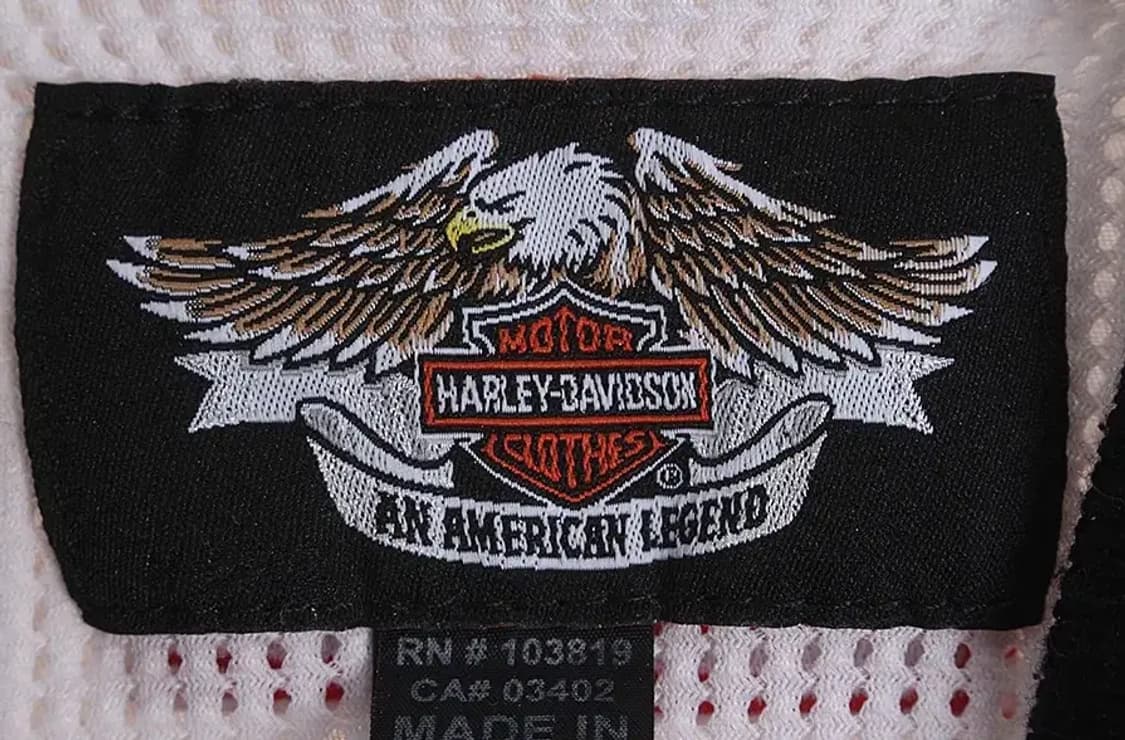 MOTOR
HARLEY-DAVIDSON
CLOTHES
®
AN AMERICAN LEGEND
RN # 103819
CA# 03402
MADE IN